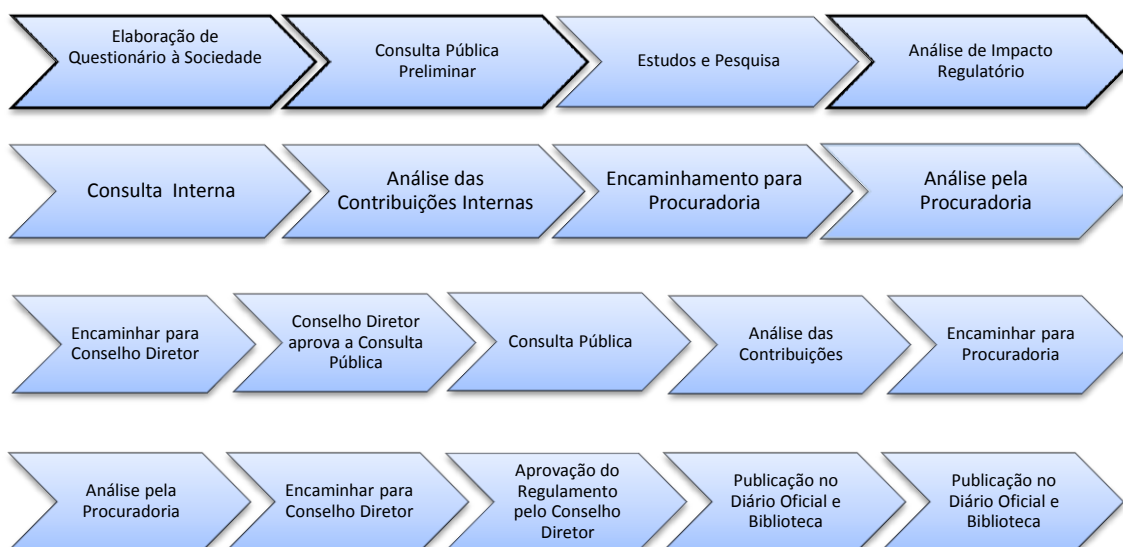 Elaboração de
Questionário à Sociedade
Consulta Pública
Preliminar
Estudos e Pesquisa
Análise de Impacto
Regulatório
Consulta Interna
Análise das
Contribuições Internas
Encaminhamento para
Procuradoria
Análise pela
Procuradoria
Encaminhar para
Conselho Diretor
Conselho Diretor
aprova a Consulta
Pública
Consulta Pública
Análise das
Contribuições
Encaminhar para
Procuradoria
Análise pela
Procuradoria
Encaminhar para
Conselho Diretor
Aprovação do
Regulamento
pelo Conselho
Diretor
Publicação no
Diário Oficial e
Biblioteca
Publicação no
Diário Oficial e
Biblioteca